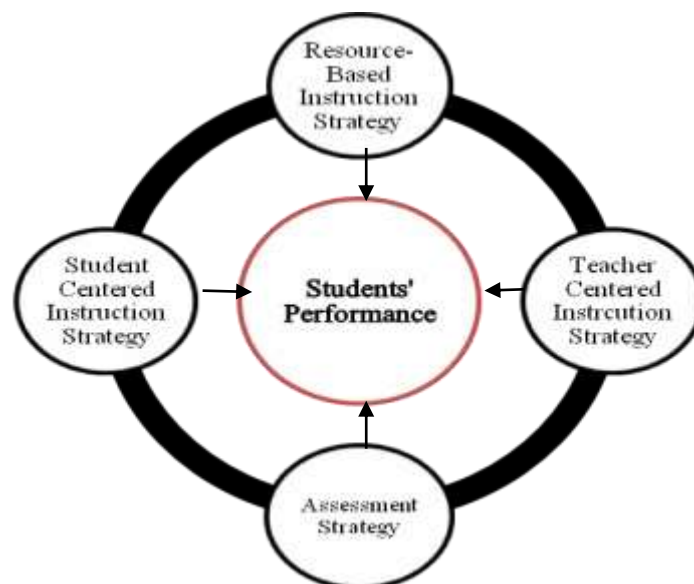 Resource-
Based
Instruction
Strategy
Student
Centered
Instruction
Strategy
Students'
Performance
Teacher
Centered
Instrcution
Strategy
Assessment
Strategy